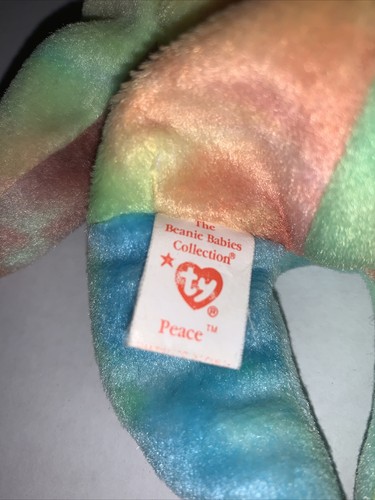 The
Beanie Babies
Collection®
ty®
Peace™